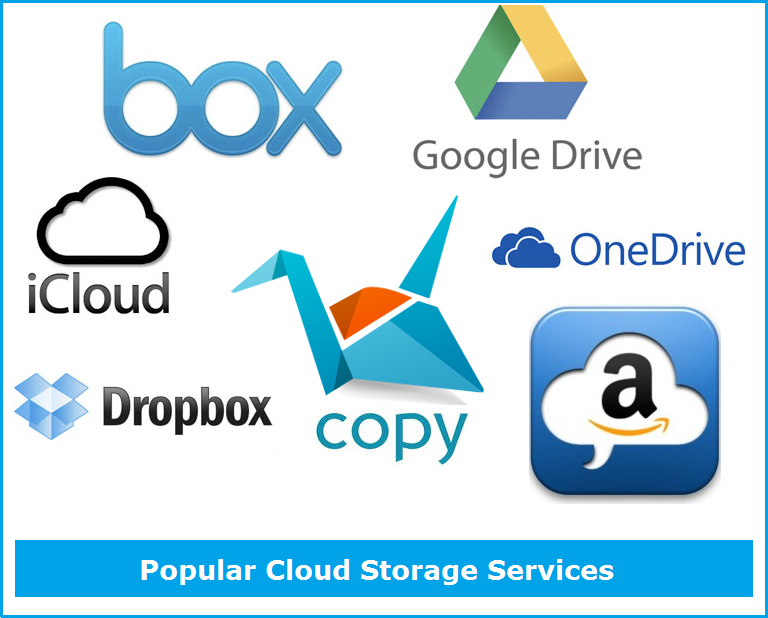 box
Google Drive
iCloud
OneDrive
Dropbox
copy
a
Popular Cloud Storage Services